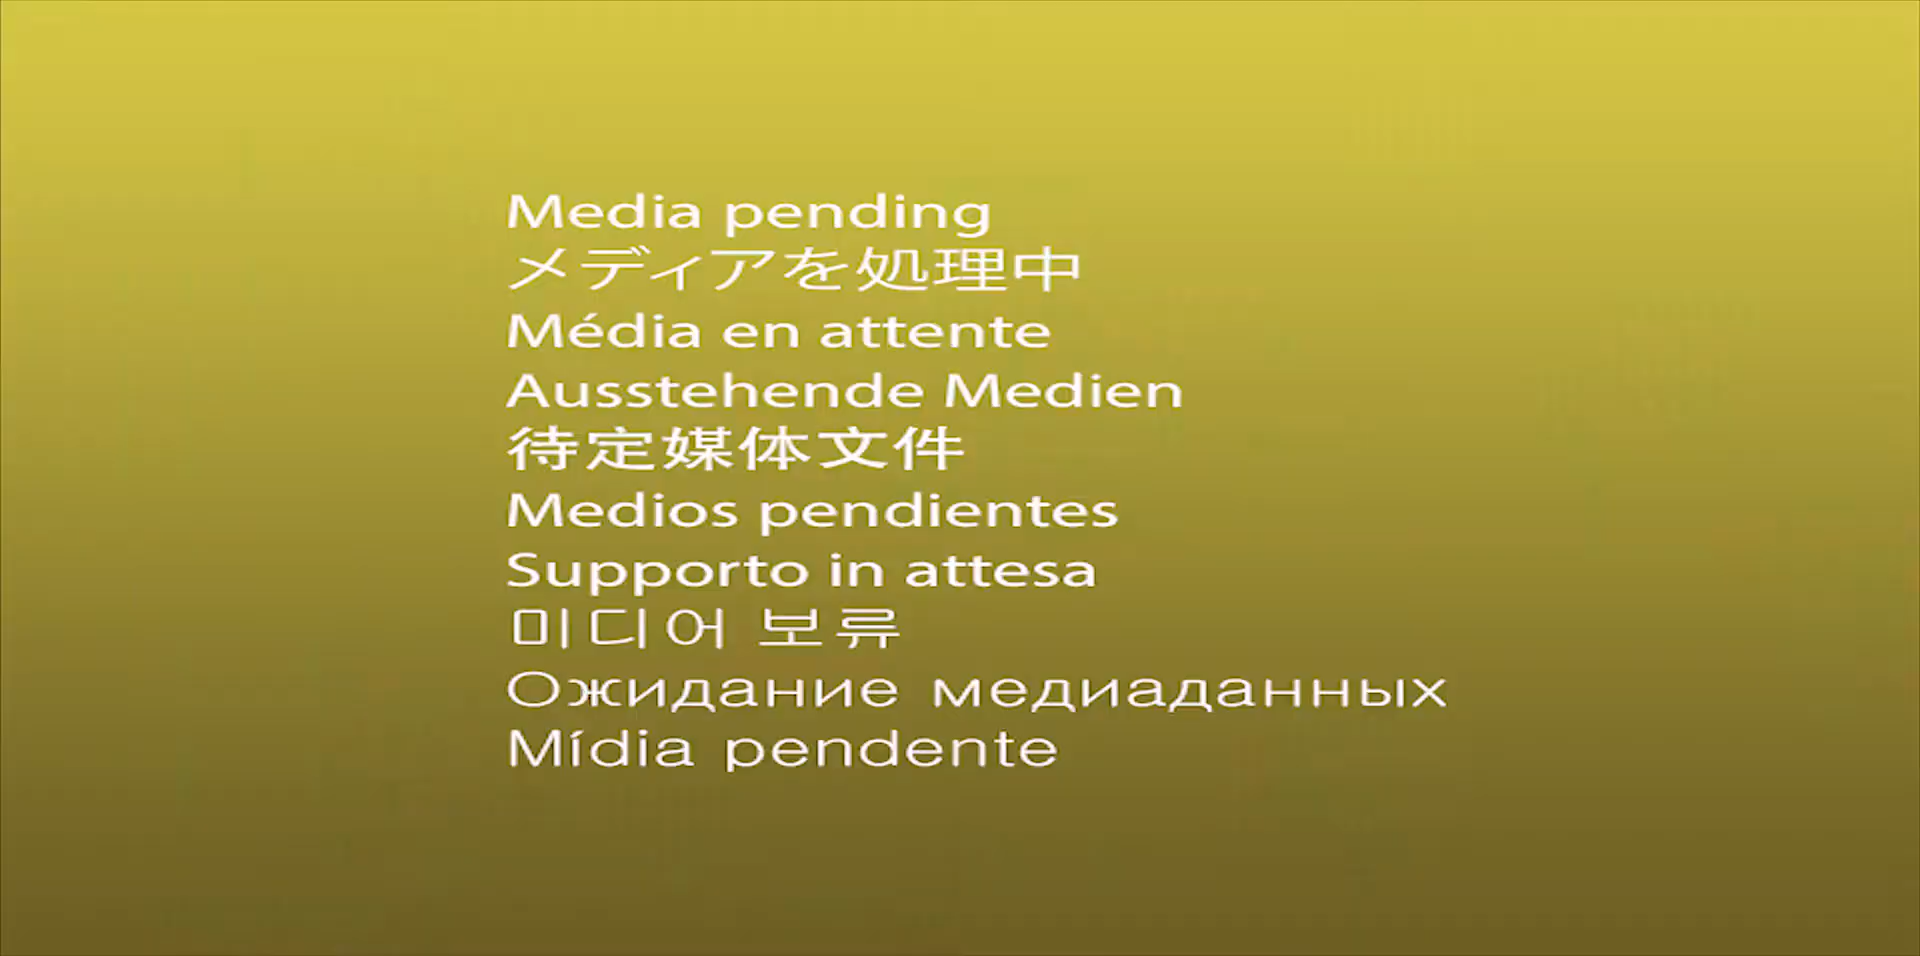 Media pending
メディアを処理中
Média en attente
Ausstehende Medien
待定媒体文件
Medios pendientes
Supporto in attesa
미디어 보류
Ожидание медиаданных
Mídia pendente